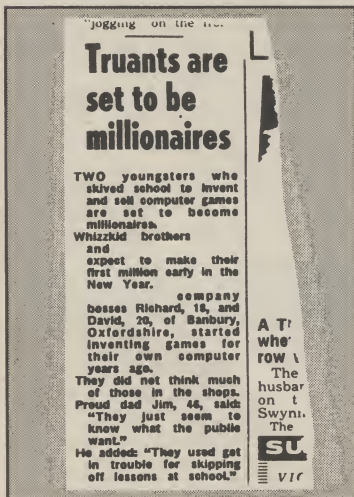 "jogging on the
Truants are
set to be
millionaires
TWO youngsters who
skived school to invent
and sell computer games
are set to become
millionaires.
Whizzkid brothers
and
expect to make their
first million early in the
New Year.
company
bosses Richard, 18, and
David, 20, of Banbury,
Oxfordshire, started
inventing games for
their own computer
years ago.
They did not think much
of those in the shops.
Proud dad Jim, 46, said:
"They just seem to
know what the public
want."
He added: "They used get
in trouble for skipping
off lessons at school."
L
A T
whe
row
The
husbar
on t
Swynn
The
SU
VIC